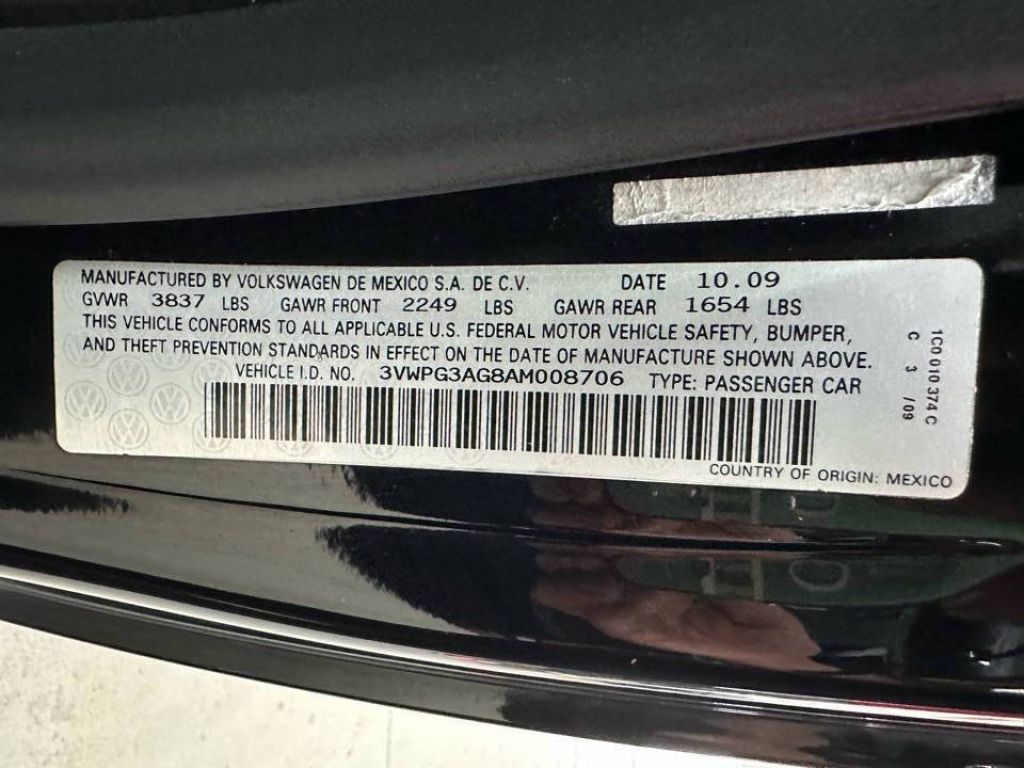 MANUFACTURED BY VOLKSWAGEN DE MEXICO S.A. DE C.V. DATE 10.09
GVWR 3837 LBS GAWR FRONT 2249 LBS GAWR REAR 1654 LBS
THIS VEHICLE CONFORMS TO ALL APPLICABLE U.S. FEDERAL MOTOR VEHICLE SAFETY, BUMPER,
AND THEFT PREVENTION STANDARDS IN EFFECT ON THE DATE OF MANUFACTURE SHOWN ABOVE.
VEHICLE I.D. NO. 3VWPG3AG8AM008706 TYPE: PASSENGER CAR
COUNTRY OF ORIGIN: MEXICO
1C0 010 374 C
C 3 /09